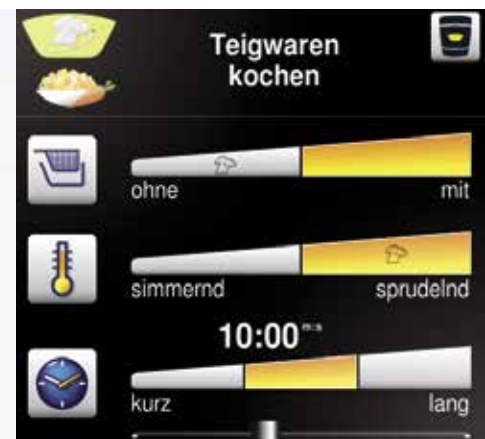 Teigwaren
kochen
ohne mit
simmernd sprudelnd
10:00 m:s
kurz lang